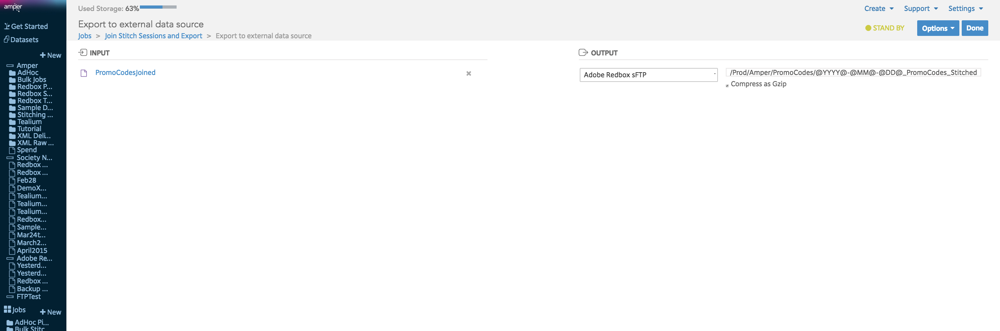 amper
Used Storage: 63%
Create
Support
Settings
Export to external data source
STAND BY
Options
Done
Jobs > Join Stitch Sessions and Export > Export to external data source
Get Started
Datasets
+ New
Amper
AdHoc
Bulk Jobs
Redbox P...
Redbox S...
Redbox T...
Sample D...
Stitching ...
Tealium
Tutorial
XML Deli...
XML Raw ...
Spend
Society N...
Redbox ...
Redbox ...
Feb28
DemoX...
Tealium...
Tealium...
Tealium...
Redbox...
Sample...
Mar24t...
March2...
April2015
Adobe Re...
Yesterd...
Yesterd...
Redbox ...
Backup ...
FTPTest
Jobs
+ New
AdHoc Pi...
Bulk Stitc
INPUT
PromoCodesJoined
OUTPUT
Adobe Redbox sFTP
/Prod/Amper/PromoCodes/@YYYY@-@MM@-@DD@_PromoCodes_Stitched
Compress as Gzip